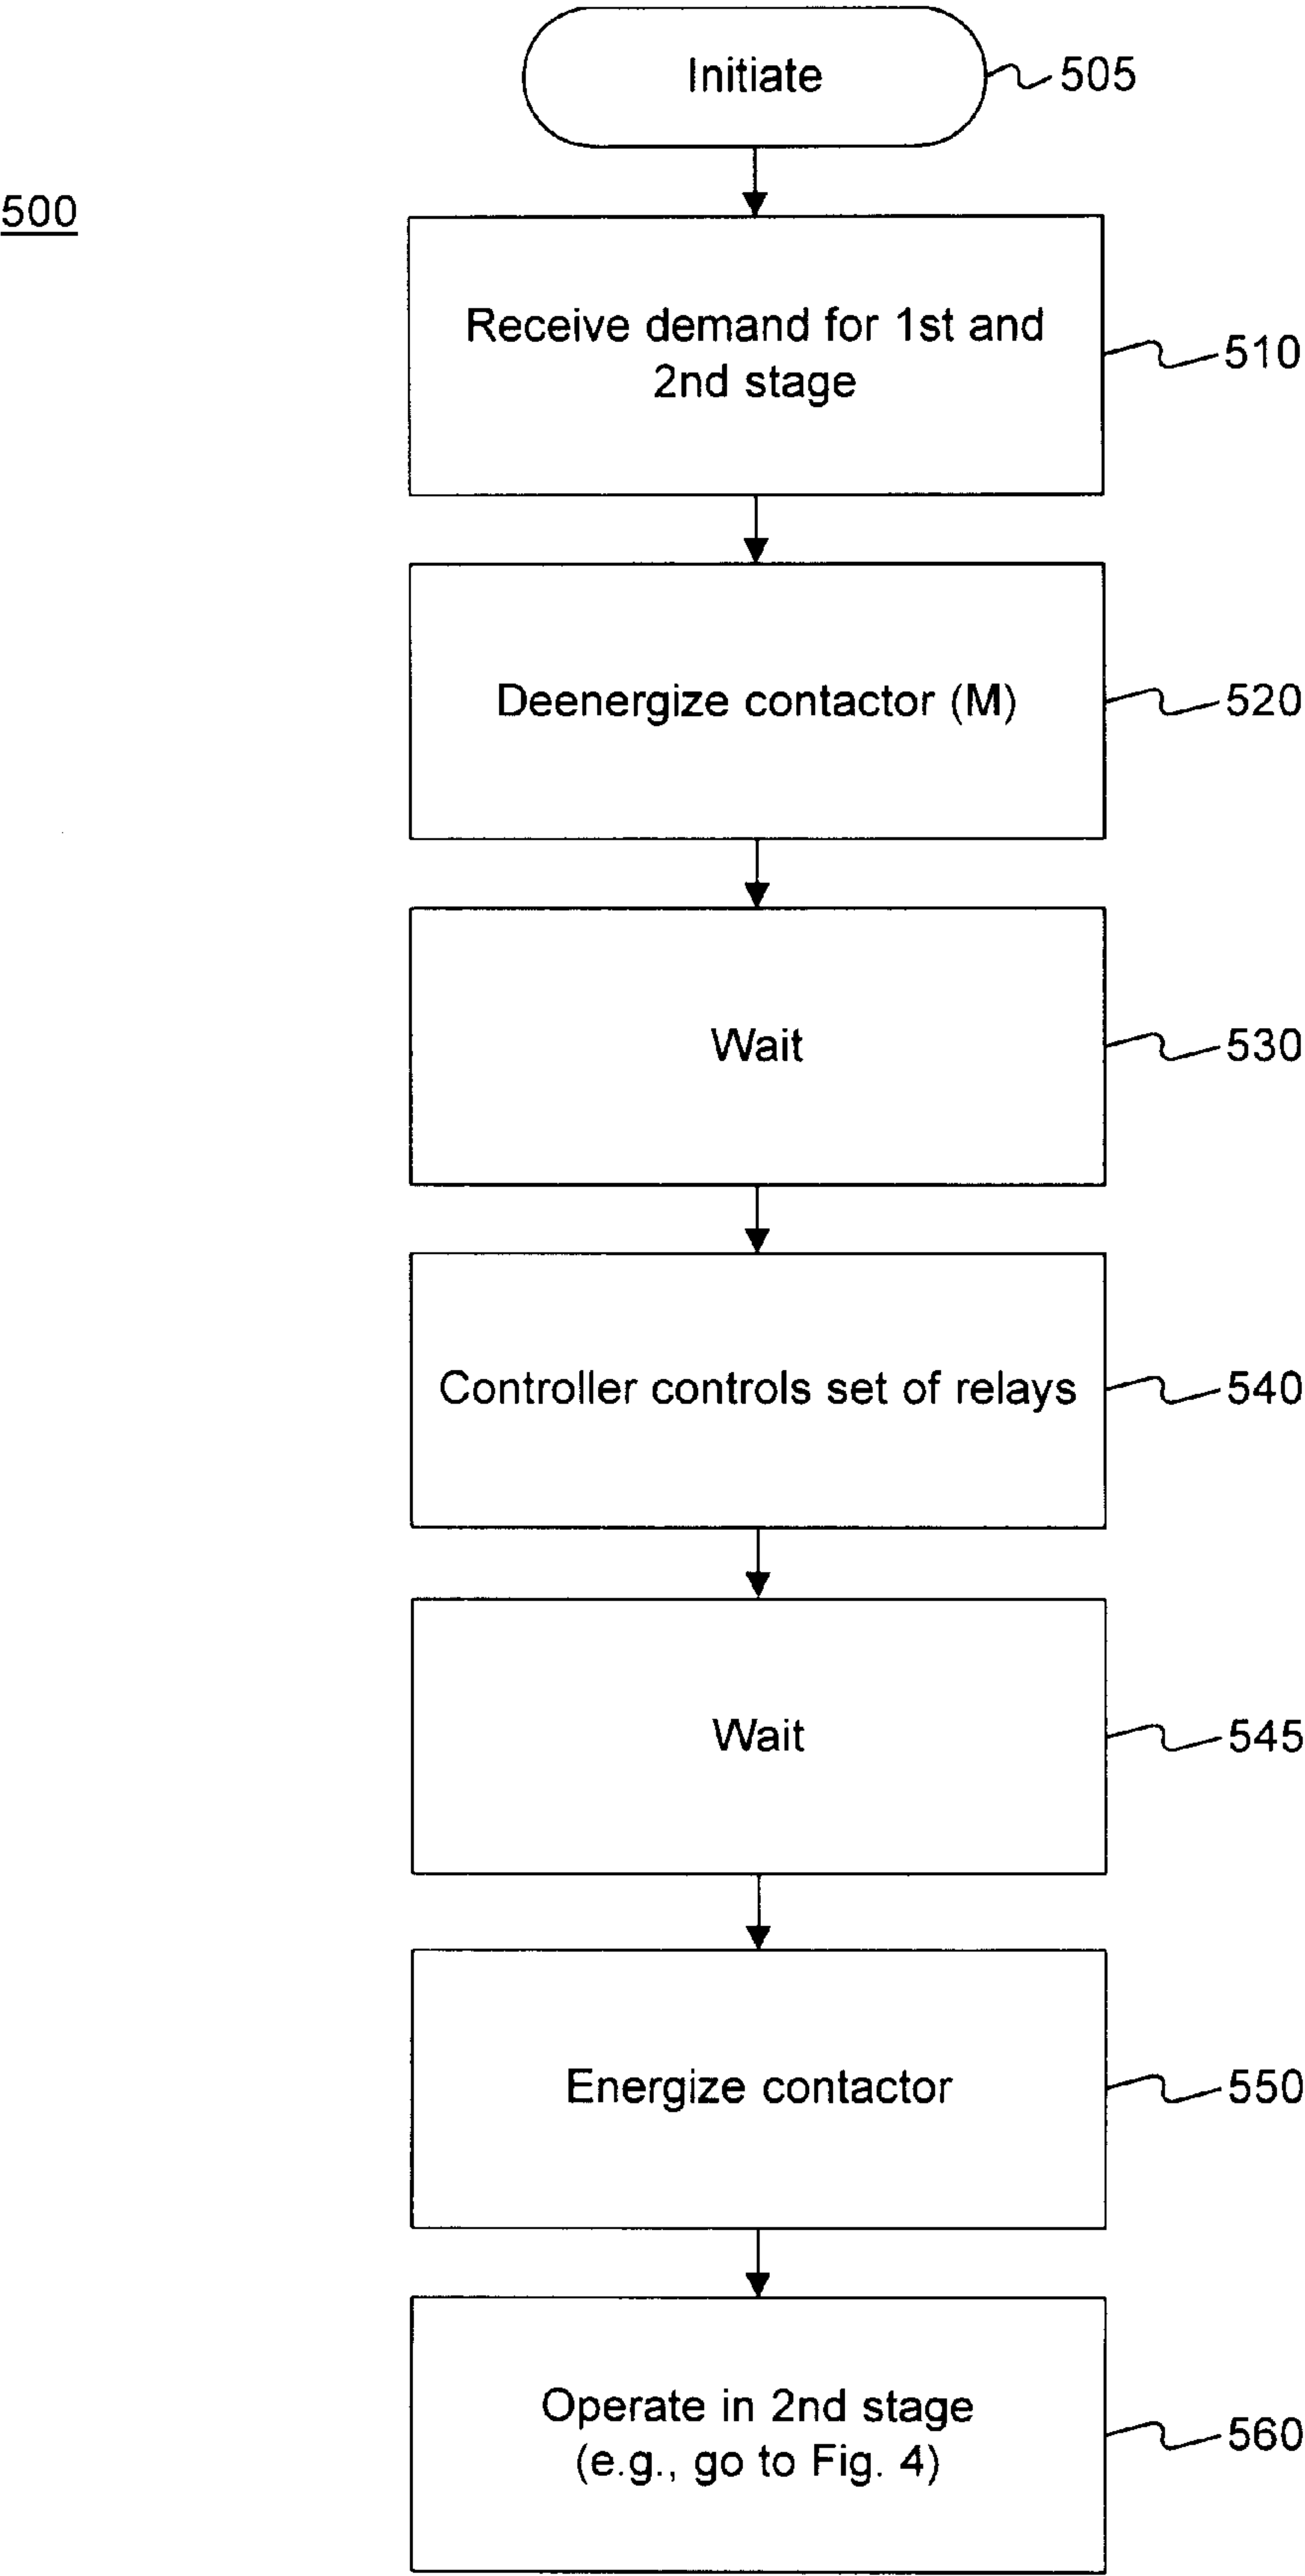 Initiate
505
500
Receive demand for 1st and
2nd stage
510
Deenergize contactor (M)
520
Wait
530
Controller controls set of relays
540
Wait
545
Energize contactor
550
Operate in 2nd stage
(e.g., go to Fig. 4)
560